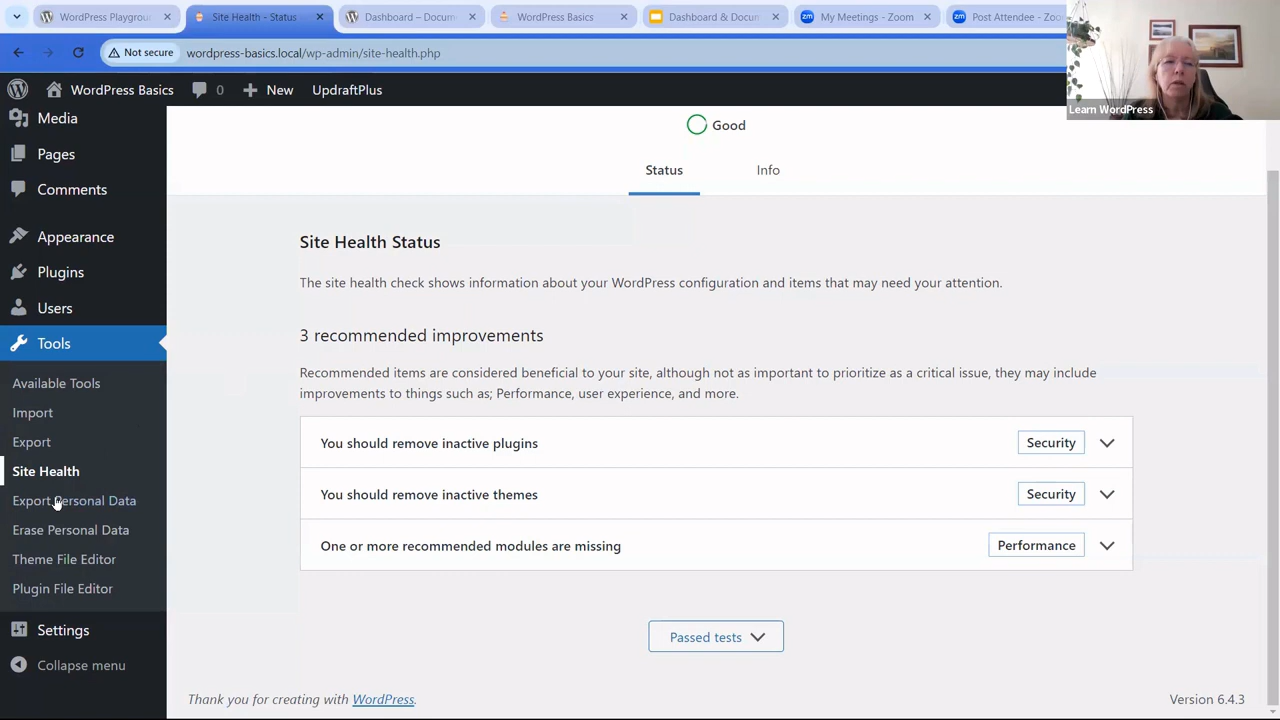 WordPress Playgroun
Site Health - Status
Dashboard – Docum
WordPress Basics
Dashboard & Docum
My Meetings - Zoom
Post Attendee - Zoo
Not secure
wordpress-basics.local/wp-admin/site-health.php
Learn WordPress
WordPress Basics
0
New
UpdraftPlus
Media
Pages
Comments
Appearance
Plugins
Users
Tools
Available Tools
Import
Export
Site Health
Export Personal Data
Erase Personal Data
Theme File Editor
Plugin File Editor
Settings
Collapse menu
Good
Status
Info
Site Health Status
The site health check shows information about your WordPress configuration and items that may need your attention.
3 recommended improvements
Recommended items are considered beneficial to your site, although not as important to prioritize as a critical issue, they may include
improvements to things such as; Performance, user experience, and more.
You should remove inactive plugins
Security
You should remove inactive themes
Security
One or more recommended modules are missing
Performance
Passed tests
Thank you for creating with WordPress.
Version 6.4.3